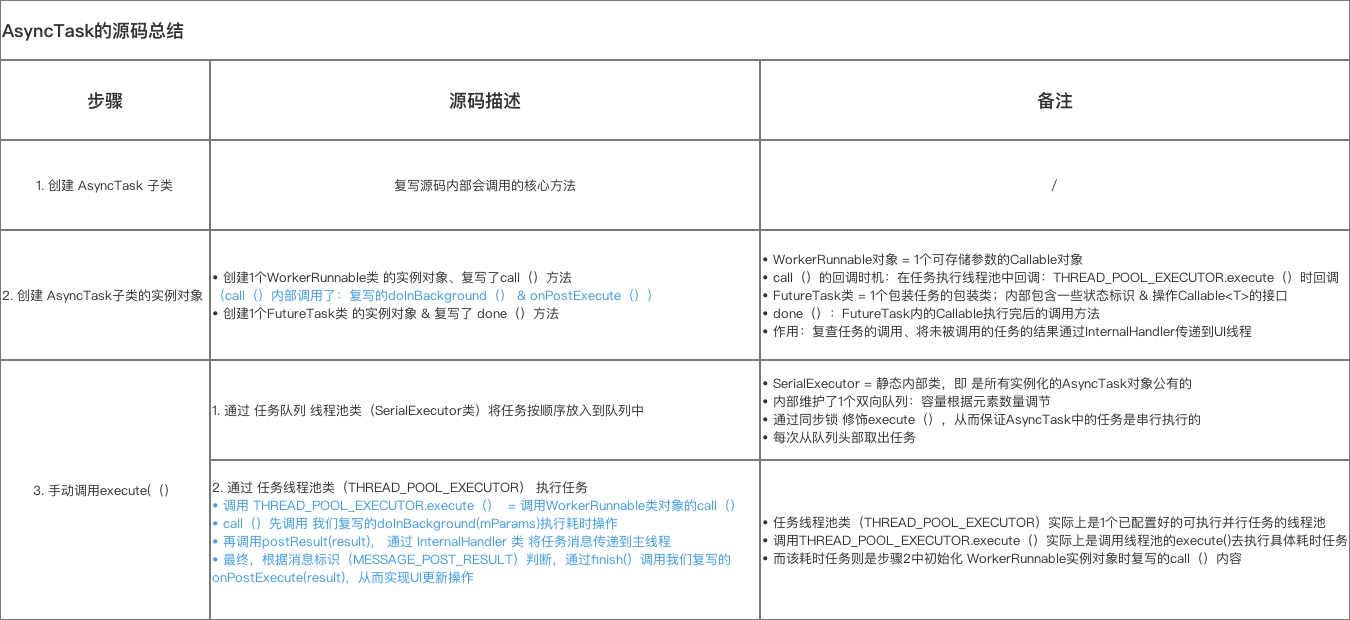 AsyncTask的源码总结
步骤
源码描述
备注
1. 创建 AsyncTask 子类
复写源码内部会调用的核心方法
/
2. 创建 AsyncTask子类的实例对象
• 创建1个WorkerRunnable类 的实例对象、复写了call（）方法
（call（）内部调用了：复写的doInBackground（） & onPostExecute（））
• 创建1个FutureTask类 的实例对象 & 复写了 done（）方法
• WorkerRunnable对象 = 1个可存储参数的Callable对象
• call（）的回调时机：在任务执行线程池中回调：THREAD_POOL_EXECUTOR.execute（）时回调
• FutureTask类 = 1个包装任务的包装类；内部包含一些状态标识 & 操作Callable<T>的接口
• done（）：FutureTask内的Callable执行完后的调用方法
• 作用：复查任务的调用、将未被调用的任务的结果通过InternalHandler传递到UI线程
3. 手动调用execute(（）
1. 通过 任务队列 线程池类（SerialExecutor类）将任务按顺序放入到队列中
• SerialExecutor = 静态内部类，即 是所有实例化的AsyncTask对象公有的
• 内部维护了1个双向队列：容量根据元素数量调节
• 通过同步锁 修饰execute（），从而保证AsyncTask中的任务是串行执行的
• 每次从队列头部取出任务
2. 通过 任务线程池类（THREAD_POOL_EXECUTOR） 执行任务
• 调用 THREAD_POOL_EXECUTOR.execute（） = 调用WorkerRunnable类对象的call（）
• call（）先调用 我们复写的doInBackground(mParams)执行耗时操作
• 再调用postResult(result)， 通过 InternalHandler 类 将任务消息传递到主线程
• 最终，根据消息标识（MESSAGE_POST_RESULT）判断，通过finish()）调用我们复写的
onPostExecute(result)，从而实现UI更新操作
• 任务线程池类（THREAD_POOL_EXECUTOR）实际上是1个已配置好的可执行并行任务的线程池
• 调用THREAD_POOL_EXECUTOR.execute（）实际上是调用线程池的execute()去执行具体耗时任务
• 而该耗时任务则是步骤2中初始化 WorkerRunnable实例对象时复写的call（）内容